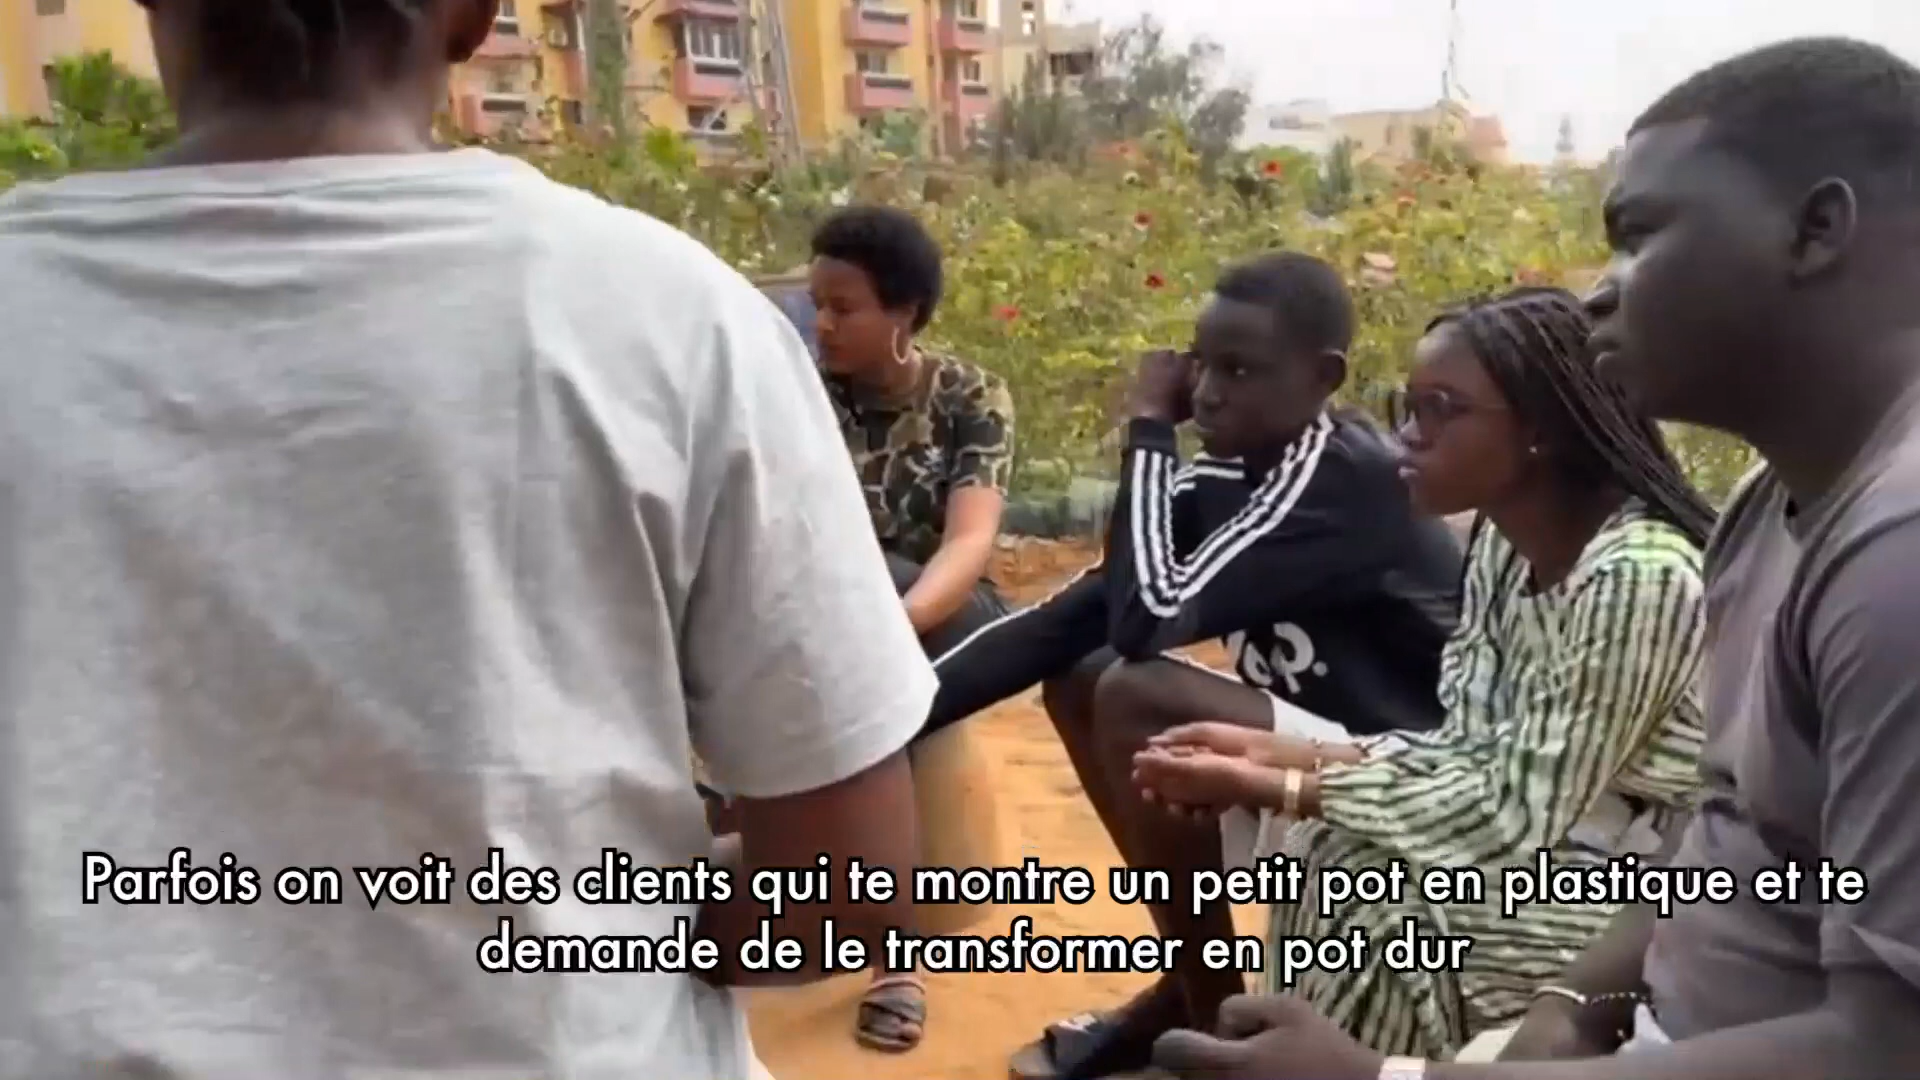 Parfois on voit des clients qui te montre un petit pot en plastique et te
demande de le transformer en pot dur